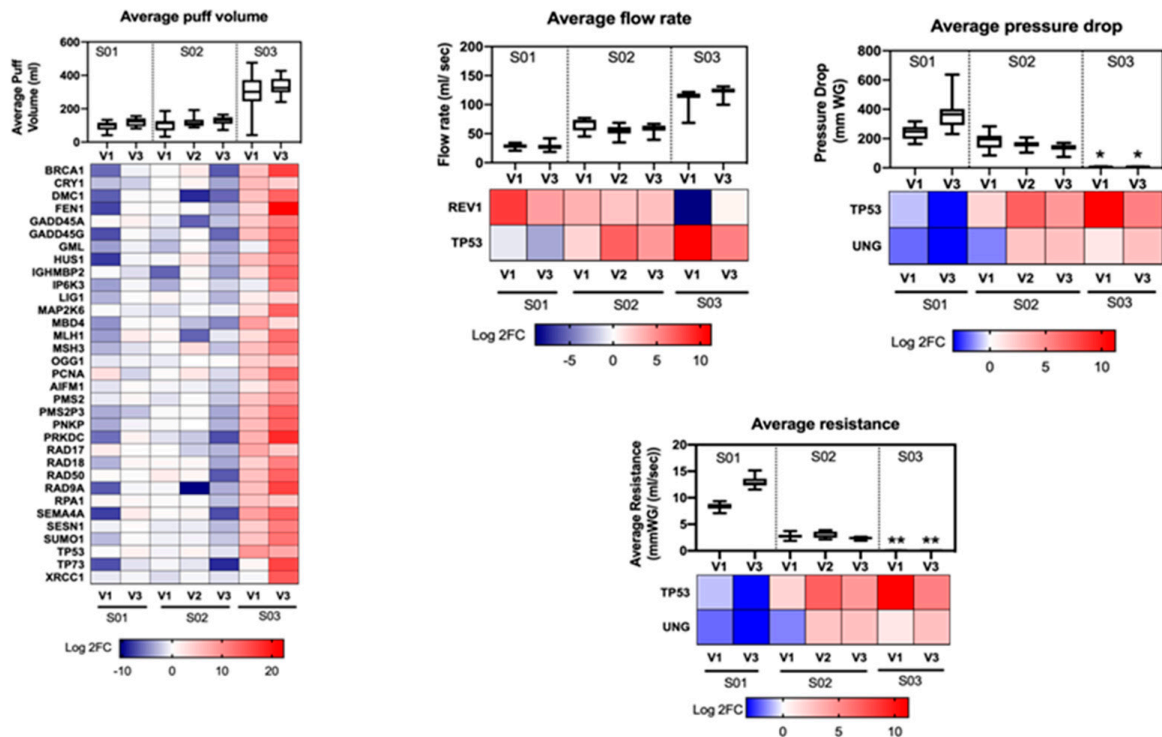 Average puff volume
Average Puff
Volume (ml)
600
400
200
0
S01 S02 S03
V1 V3 V1 V2 V3 V1 V3
BRCA1
CRY1
DMC1
FEN1
GADD45A
GADD45G
GML
HUS1
IGHMBP2
IP6K3
LIG1
MAP2K6
MBD4
MLH1
MSH3
OGG1
PCNA
AIFM1
PMS2
PMS2P3
PNKP
PRKDC
RAD17
RAD18
RAD50
RAD9A
RPA1
SEMA4A
SESN1
SUMO1
TP53
TP73
XRCC1
V1 V3 V1 V2 V3 V1 V3
S01 S02 S03
Log 2FC
-10 0 10 20
Average flow rate
Flow rate (ml/ sec)
200
150
100
50
0
S01 S02 S03
V1 V3 V1 V2 V3 V1 V3
REV1
TP53
V1 V3 V1 V2 V3 V1 V3
S01 S02 S03
Log 2FC
-5 0 5 10
Average pressure drop
Pressure Drop
(mm WG)
800
600
400
200
0
S01 S02 S03
* *
V1 V3 V1 V2 V3 V1 V3
TP53
UNG
V1 V3 V1 V2 V3 V1 V3
S01 S02 S03
Log 2FC
0 5 10
Average resistance
Average Resistance
(mmWG/ (ml/sec))
20
15
10
5
0
S01 S02 S03
** **
V1 V3 V1 V2 V3 V1 V3
TP53
UNG
V1 V3 V1 V2 V3 V1 V3
S01 S02 S03
Log 2FC
0 5 10